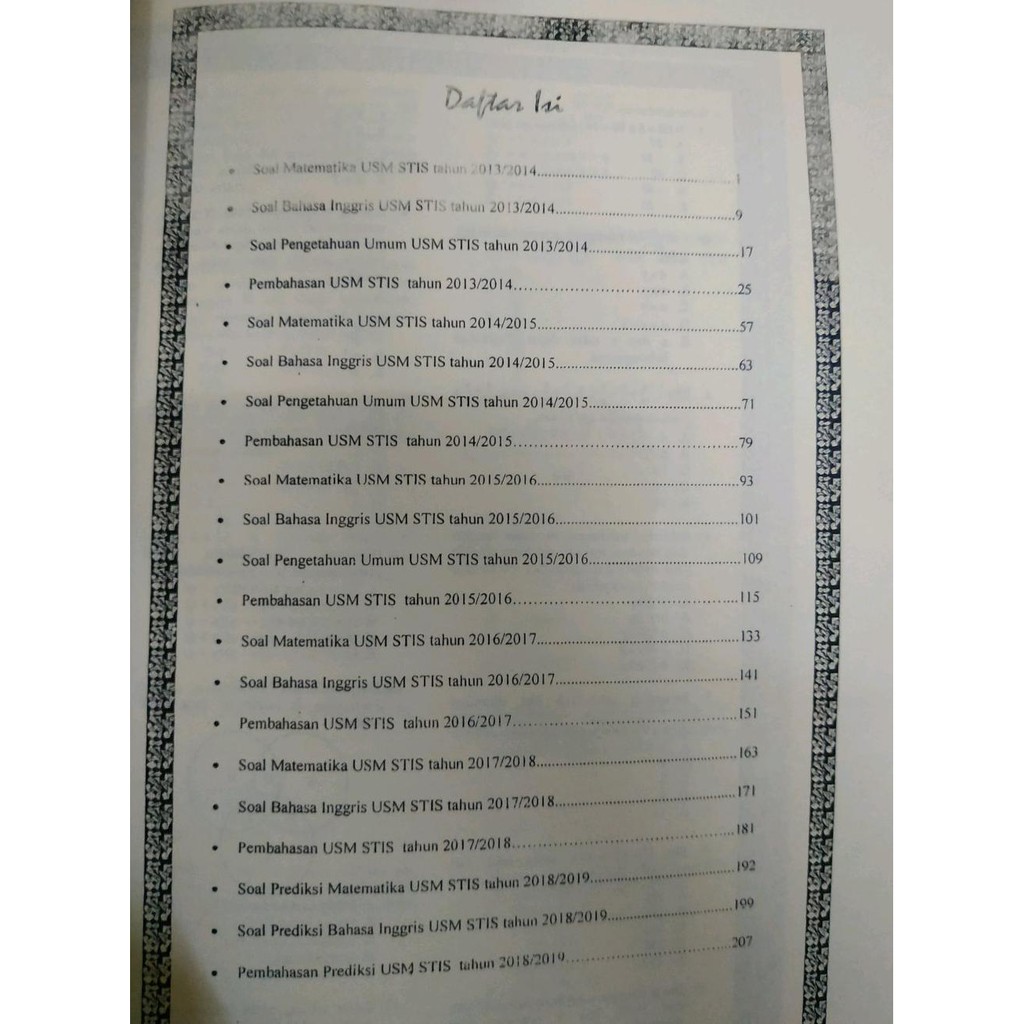 Daftar Isi
• Soal Matematika USM STIS tahun 2013/2014..........1
• Soal Bahasa Inggris USM STIS tahun 2013/2014..........9
• Soal Pengetahuan Umum USM STIS tahun 2013/2014..........17
• Pembahasan USM STIS tahun 2013/2014..........25
• Soal Matematika USM STIS tahun 2014/2015..........57
• Soal Bahasa Inggris USM STIS tahun 2014/2015..........63
• Soal Pengetahuan Umum USM STIS tahun 2014/2015..........71
• Pembahasan USM STIS tahun 2014/2015..........79
• Soal Matematika USM STIS tahun 2015/2016..........93
• Soal Bahasa Inggris USM STIS tahun 2015/2016..........101
• Soal Pengetahuan Umum USM STIS tahun 2015/2016..........109
• Pembahasan USM STIS tahun 2015/2016..........115
• Soal Matematika USM STIS tahun 2016/2017..........133
• Soal Bahasa Inggris USM STIS tahun 2016/2017..........141
• Pembahasan USM STIS tahun 2016/2017..........151
• Soal Matematika USM STIS tahun 2017/2018..........163
• Soal Bahasa Inggris USM STIS tahun 2017/2018..........171
• Pembahasan USM STIS tahun 2017/2018..........181
• Soal Prediksi Matematika USM STIS tahun 2018/2019..........192
• Soal Prediksi Bahasa Inggris USM STIS tahun 2018/2019..........199
• Pembahasan Prediksi USM STIS tahun 2018/2019..........207